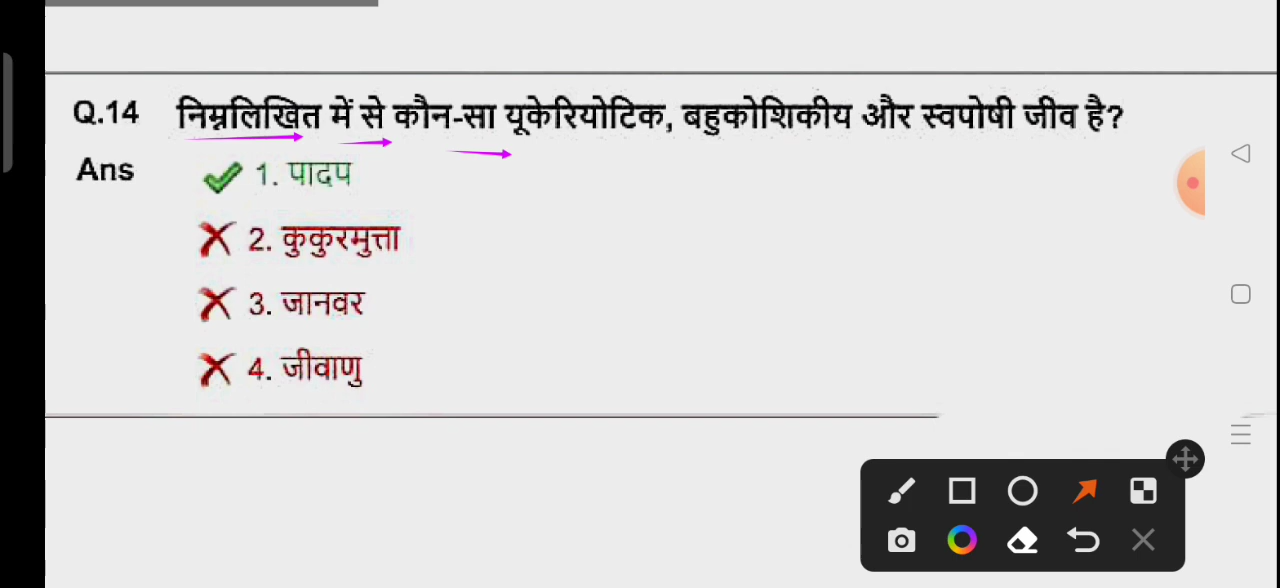 Q.14 निम्नलिखित में से कौन-सा यूकेरियोटिक, बहुकोशिकीय और स्वपोषी जीव है?
Ans 1. पादप
2. कुकुरमुत्ता
3. जानवर
4. जीवाणु